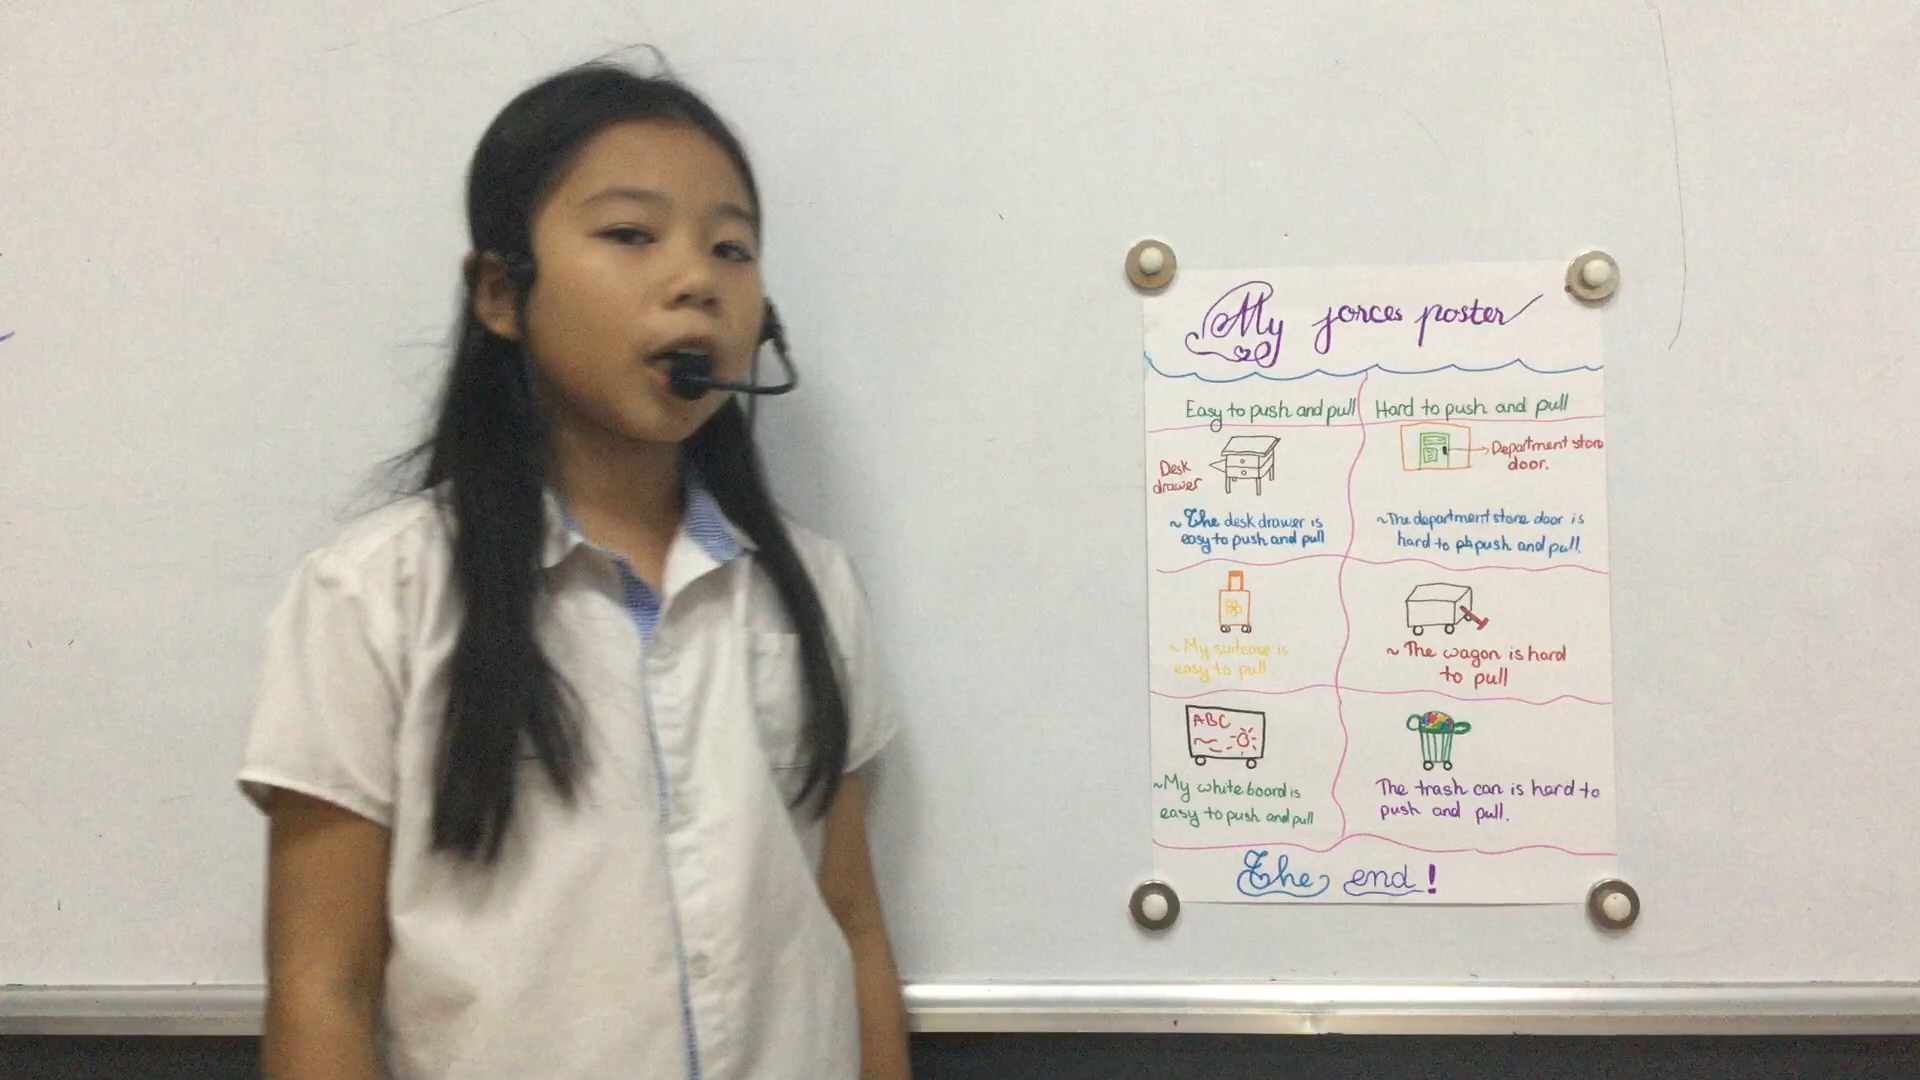 My forces poster
Easy to push and pull
Hard to push and pull
Desk
drawer
Department store
door.
~The desk drawer is
easy to push and pull
~The department store door is
hard to phpush and pull.
~My suitcase is
easy to pull
~The wagon is hard
to pull
ABC
~My white board is
easy to push and pull
The trash can is hard to
push and pull.
The end!